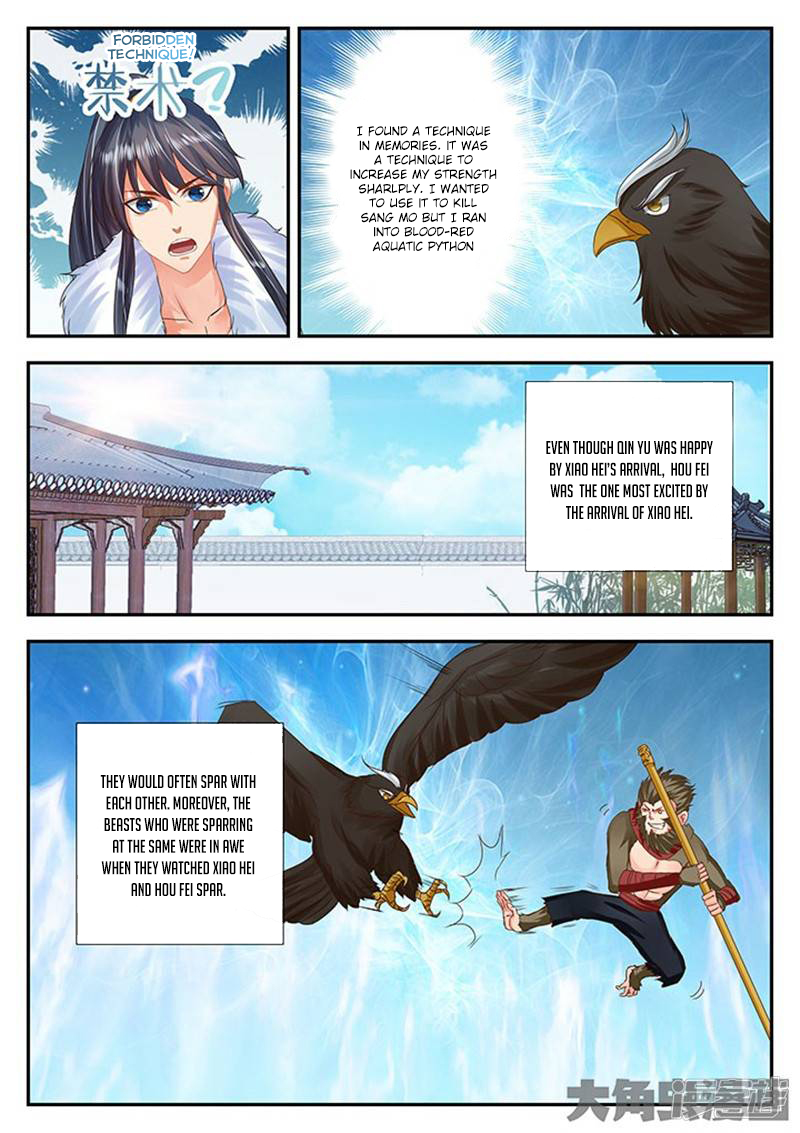 FORBIDDEN
TECHNIQUE!
禁术?
I FOUND A TECHNIQUE
IN MEMORIES. IT WAS
A TECHNIQUE TO
INCREASE MY STRENGTH
SHARLPLY. I WANTED
TO USE IT TO KILL
SANG MO BUT I RAN
INTO BLOOD-RED
AQUATIC PYTHON
EVEN THOUGH QIN YU WAS HAPPY
BY XIAO HEI'S ARRIVAL, HOU FEI
WAS THE ONE MOST EXCITED BY
THE ARRIVAL OF XIAO HEI.
THEY WOULD OFTEN SPAR WITH
EACH OTHER. MOREOVER, THE
BEASTS WHO WERE SPARRING
AT THE SAME WERE IN AWE
WHEN THEY WATCHED XIAO HEI
AND HOU FEI SPAR.
大角虫漫画